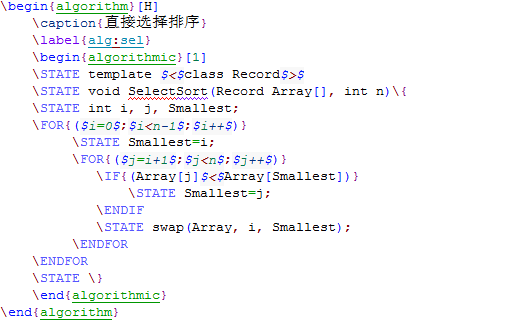 \begin{algorithm}[H]
\caption{直接选择排序}
\label{alg:sel}
\begin{algorithmic}[1]
\STATE template $<$class Record$>$
\STATE void SelectSort(Record Array[], int n)\{
\STATE int i, j, Smallest;
\FOR{($i=0$;$i<n-1$;$i++$)}
\STATE Smallest=i;
\FOR{($j=i+1$;$j<n$;$j++$)}
\IF{(Array[j]$<$Array[Smallest])}
\STATE Smallest=j;
\ENDIF
\STATE swap(Array, i, Smallest);
\ENDFOR
\ENDFOR
\STATE \}
\end{algorithmic}
\end{algorithm}